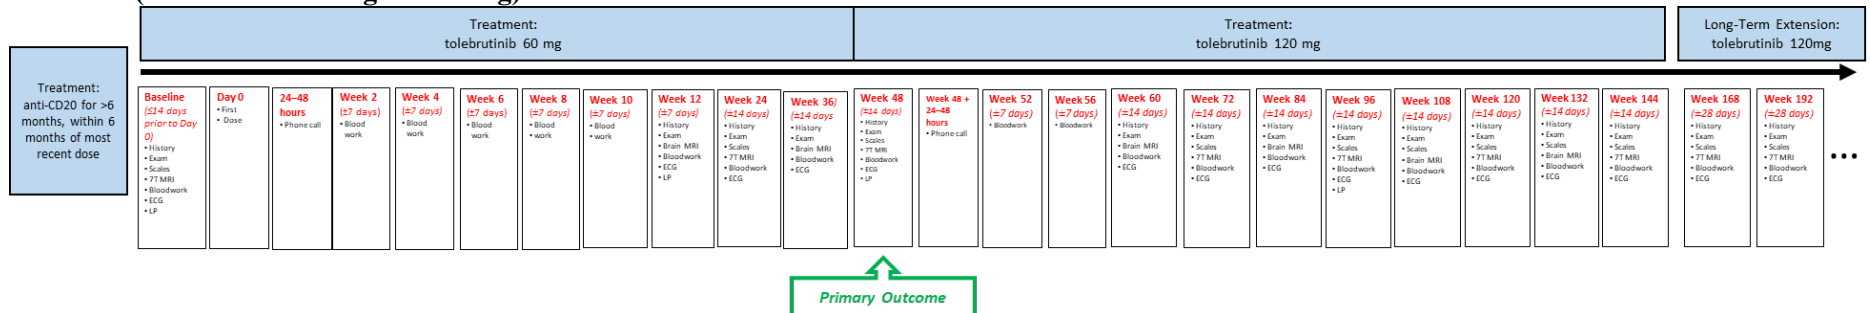 Treatment:
tolebrutinib 60 mg
Treatment:
tolebrutinib 120 mg
Long-Term Extension:
tolebrutinib 120mg
Treatment:
anti-CD20 for >6
months, within 6
months of most
recent dose
Baseline
(≤14 days
prior to Day
0)
• History
• Exam
• Scales
• 7T MRI
• Bloodwork
• ECG
• LP
Day 0
• First
• Dose
24–48
hours
• Phone call
Week 2
(±7 days)
• Blood
work
Week 4
(±7 days)
• Blood
work
Week 6
(±7 days)
• Blood
work
Week 8
(±7 days)
• Blood
• work
Week 10
(±7 days)
• Blood
• work
Week 12
(±7 days)
• History
• Exam
• Brain MRI
• Bloodwork
• ECG
• LP
Week 24
(±14 days)
• History
• Exam
• Scales
• 7T MRI
• Bloodwork
• ECG
Week 36)
(±14 days
• History
• Exam
• Brain MRI
• Bloodwork
• ECG
Week 48
(±14 days)
• History
• Exam
• Scales
• 7T MRI
• Bloodwork
• ECG
• LP
Week 48 +
24–48
hours
• Phone call
Week 52
(±7 days)
• Bloodwork
Week 56
(±7 days)
• Bloodwork
Week 60
(±14 days)
• History
• Exam
• Brain MRI
• Bloodwork
• ECG
Week 72
(±14 days)
• History
• Exam
• Scales
• 7T MRI
• Bloodwork
• ECG
Week 84
(±14 days)
• History
• Exam
• Brain MRI
• Bloodwork
• ECG
Week 96
(±14 days)
• History
• Exam
• Scales
• 7T MRI
• Bloodwork
• ECG
• LP
Week 108
(±14 days)
• History
• Exam
• Scales
• Brain MRI
• Bloodwork
• ECG
Week 120
(±14 days)
• History
• Exam
• Scales
• 7T MRI
• Bloodwork
• ECG
Week 132
(±14 days)
• History
• Exam
• Scales
• Brain MRI
• Bloodwork
• ECG
Week 144
(±14 days)
• History
• Exam
• Scales
• 7T MRI
• Bloodwork
• ECG
Week 168
(±28 days)
• History
• Exam
• Scales
• 7T MRI
• Bloodwork
• ECG
Week 192
(±28 days)
• History
• Exam
• Scales
• 7T MRI
• Bloodwork
• ECG
...
Primary Outcome